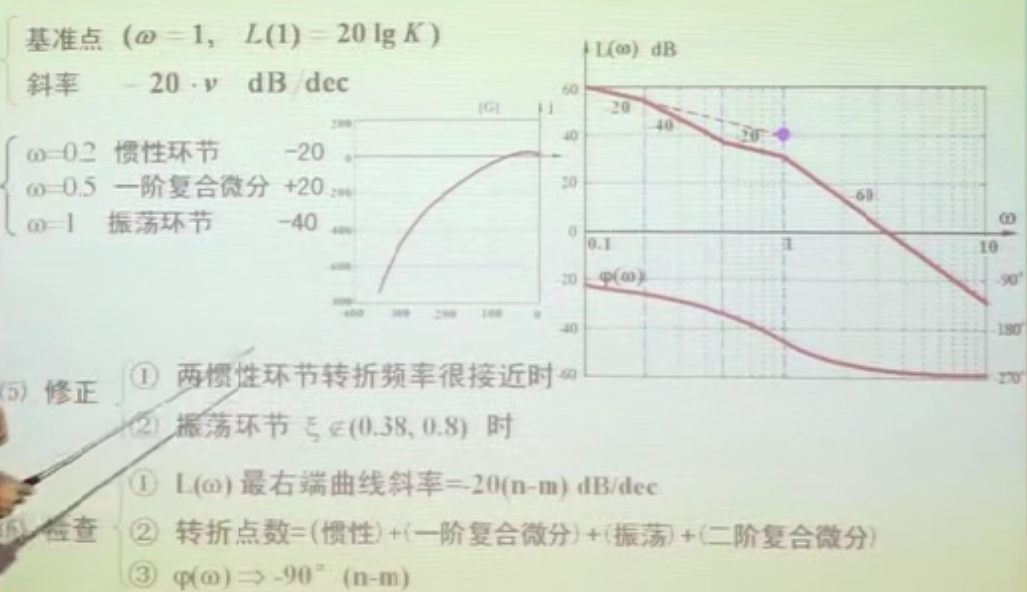 基准点 (ω = 1, L(1) = 20 lg K)
斜率 - 20 · v dB/dec
ω=0.2 惯性环节 -20
ω=0.5 一阶复合微分 +20
ω=1 振荡环节 -40
[G] j
200
0
-200
-400
-600
-800
-400 -300 -200 -100 0
L(ω) dB
60
40
20
0
-20
-40
-60
-20
-40
-20
-60
ω
0.1 1 10
φ(ω)
-90°
-180°
-270°
(5) 修正
① 两惯性环节转折频率很接近时
② 振荡环节 ξ ∉(0.38, 0.8) 时
(6) 检查
① L(ω) 最右端曲线斜率=-20(n-m) dB/dec
② 转折点数=(惯性)+(一阶复合微分)+(振荡)+(二阶复合微分)
③ φ(ω)⇒ -90° (n-m)